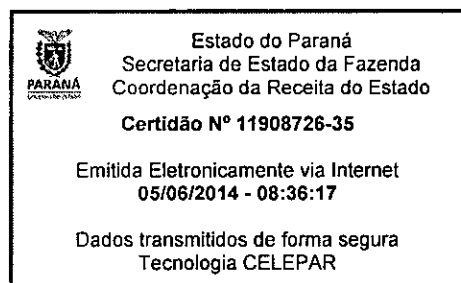 Estado do Paraná
Secretaria de Estado da Fazenda
Coordenação da Receita do Estado
PARANÁ
Certidão Nº 11908726-35
Emitida Eletronicamente via Internet
05/06/2014 - 08:36:17
Dados transmitidos de forma segura
Tecnologia CELEPAR